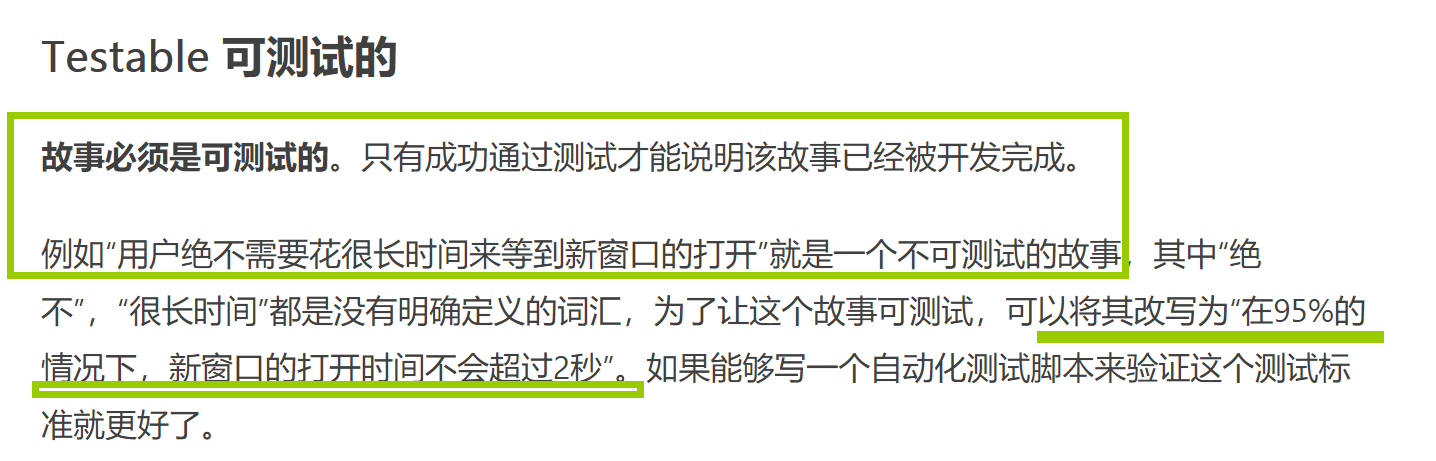 Testable 可测试的
故事必须是可测试的。只有成功通过测试才能说明该故事已经被开发完成。
例如“用户绝不需要花很长时间来等到新窗口的打开”就是一个不可测试的故事，其中“绝
不”，“很长时间”都是没有明确定义的词汇，为了让这个故事可测试，可以将其改写为“在95%的
情况下，新窗口的打开时间不会超过2秒”。如果能够写一个自动化测试脚本来验证这个测试标
准就更好了。